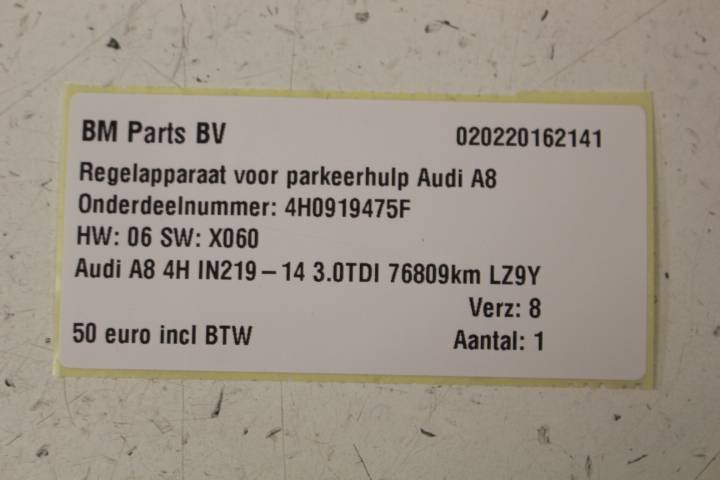 BM Parts BV 020220162141
Regelapparaat voor parkeerhulp Audi A8
Onderdeelnummer: 4H0919475F
HW: 06 SW: X060
Audi A8 4H IN219 – 14 3.0TDI 76809km LZ9Y
Verz: 8
50 euro incl BTW Aantal: 1